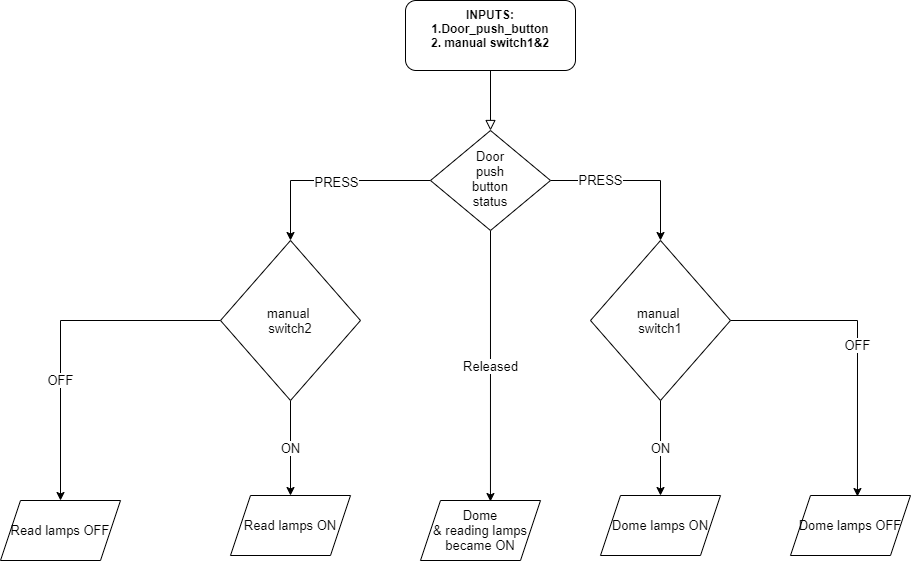 INPUTS:
1.Door_push_button
2. manual switch1&2
Door
push
button
status
PRESS
PRESS
manual
switch2
manual
switch1
OFF
Released
OFF
ON
ON
Read lamps OFF
Read lamps ON
Dome
& reading lamps
became ON
Dome lamps ON
Dome lamps OFF